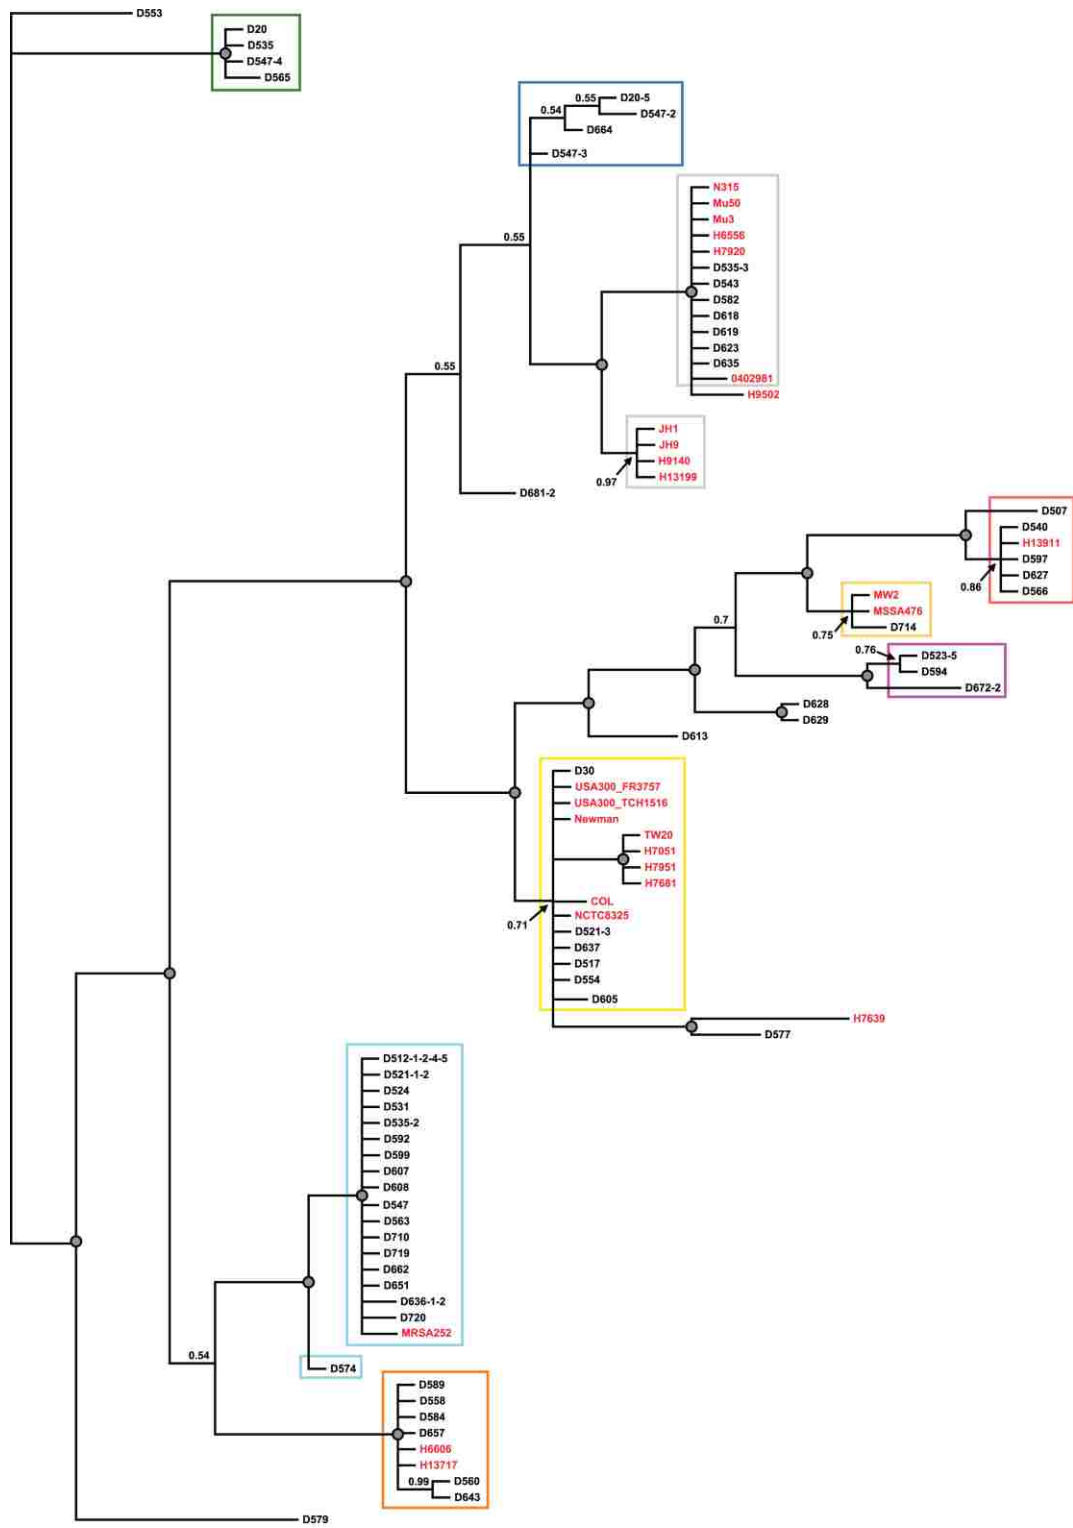 D553
D20
D535
D547-4
D565
0.55
D20-5
0.54
D547-2
D664
D547-3
N315
Mu50
Mu3
H6556
0.55
H7920
D535-3
D543
D582
D618
D619
D623
D635
0.55
0402981
H9502
JH1
JH9
H9140
H13199
0.97
D681-2
D507
D540
H13911
D597
D627
0.86
D566
MW2
MSSA476
0.7
D714
0.75
0.76
D523-5
D594
D672-2
D628
D629
D613
D30
USA300_FR3757
USA300_TCH1516
Newman
TW20
H7051
H7951
H7681
COL
NCTC8325
0.71
D521-3
D637
D517
D554
D605
H7639
D577
D512-1-2-4-5
D521-1-2
D524
D531
D535-2
D592
D599
D607
D608
D547
D563
D710
D719
D662
D651
D636-1-2
D720
MRSA252
0.54
D574
D589
D558
D584
D657
H6606
H13717
0.99
D560
D643
D579